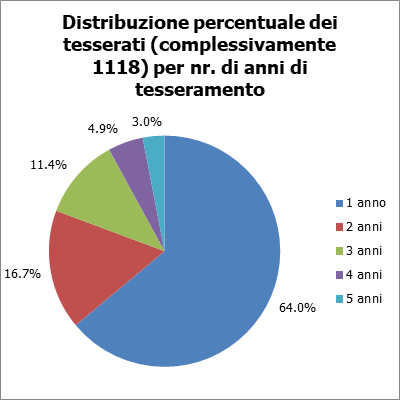 Distribuzione percentuale dei
tesserati (complessivamente
1118) per nr. di anni di
tesseramento
3.0%
4.9%
11.4%
16.7%
64.0%
1 anno
2 anni
3 anni
4 anni
5 anni